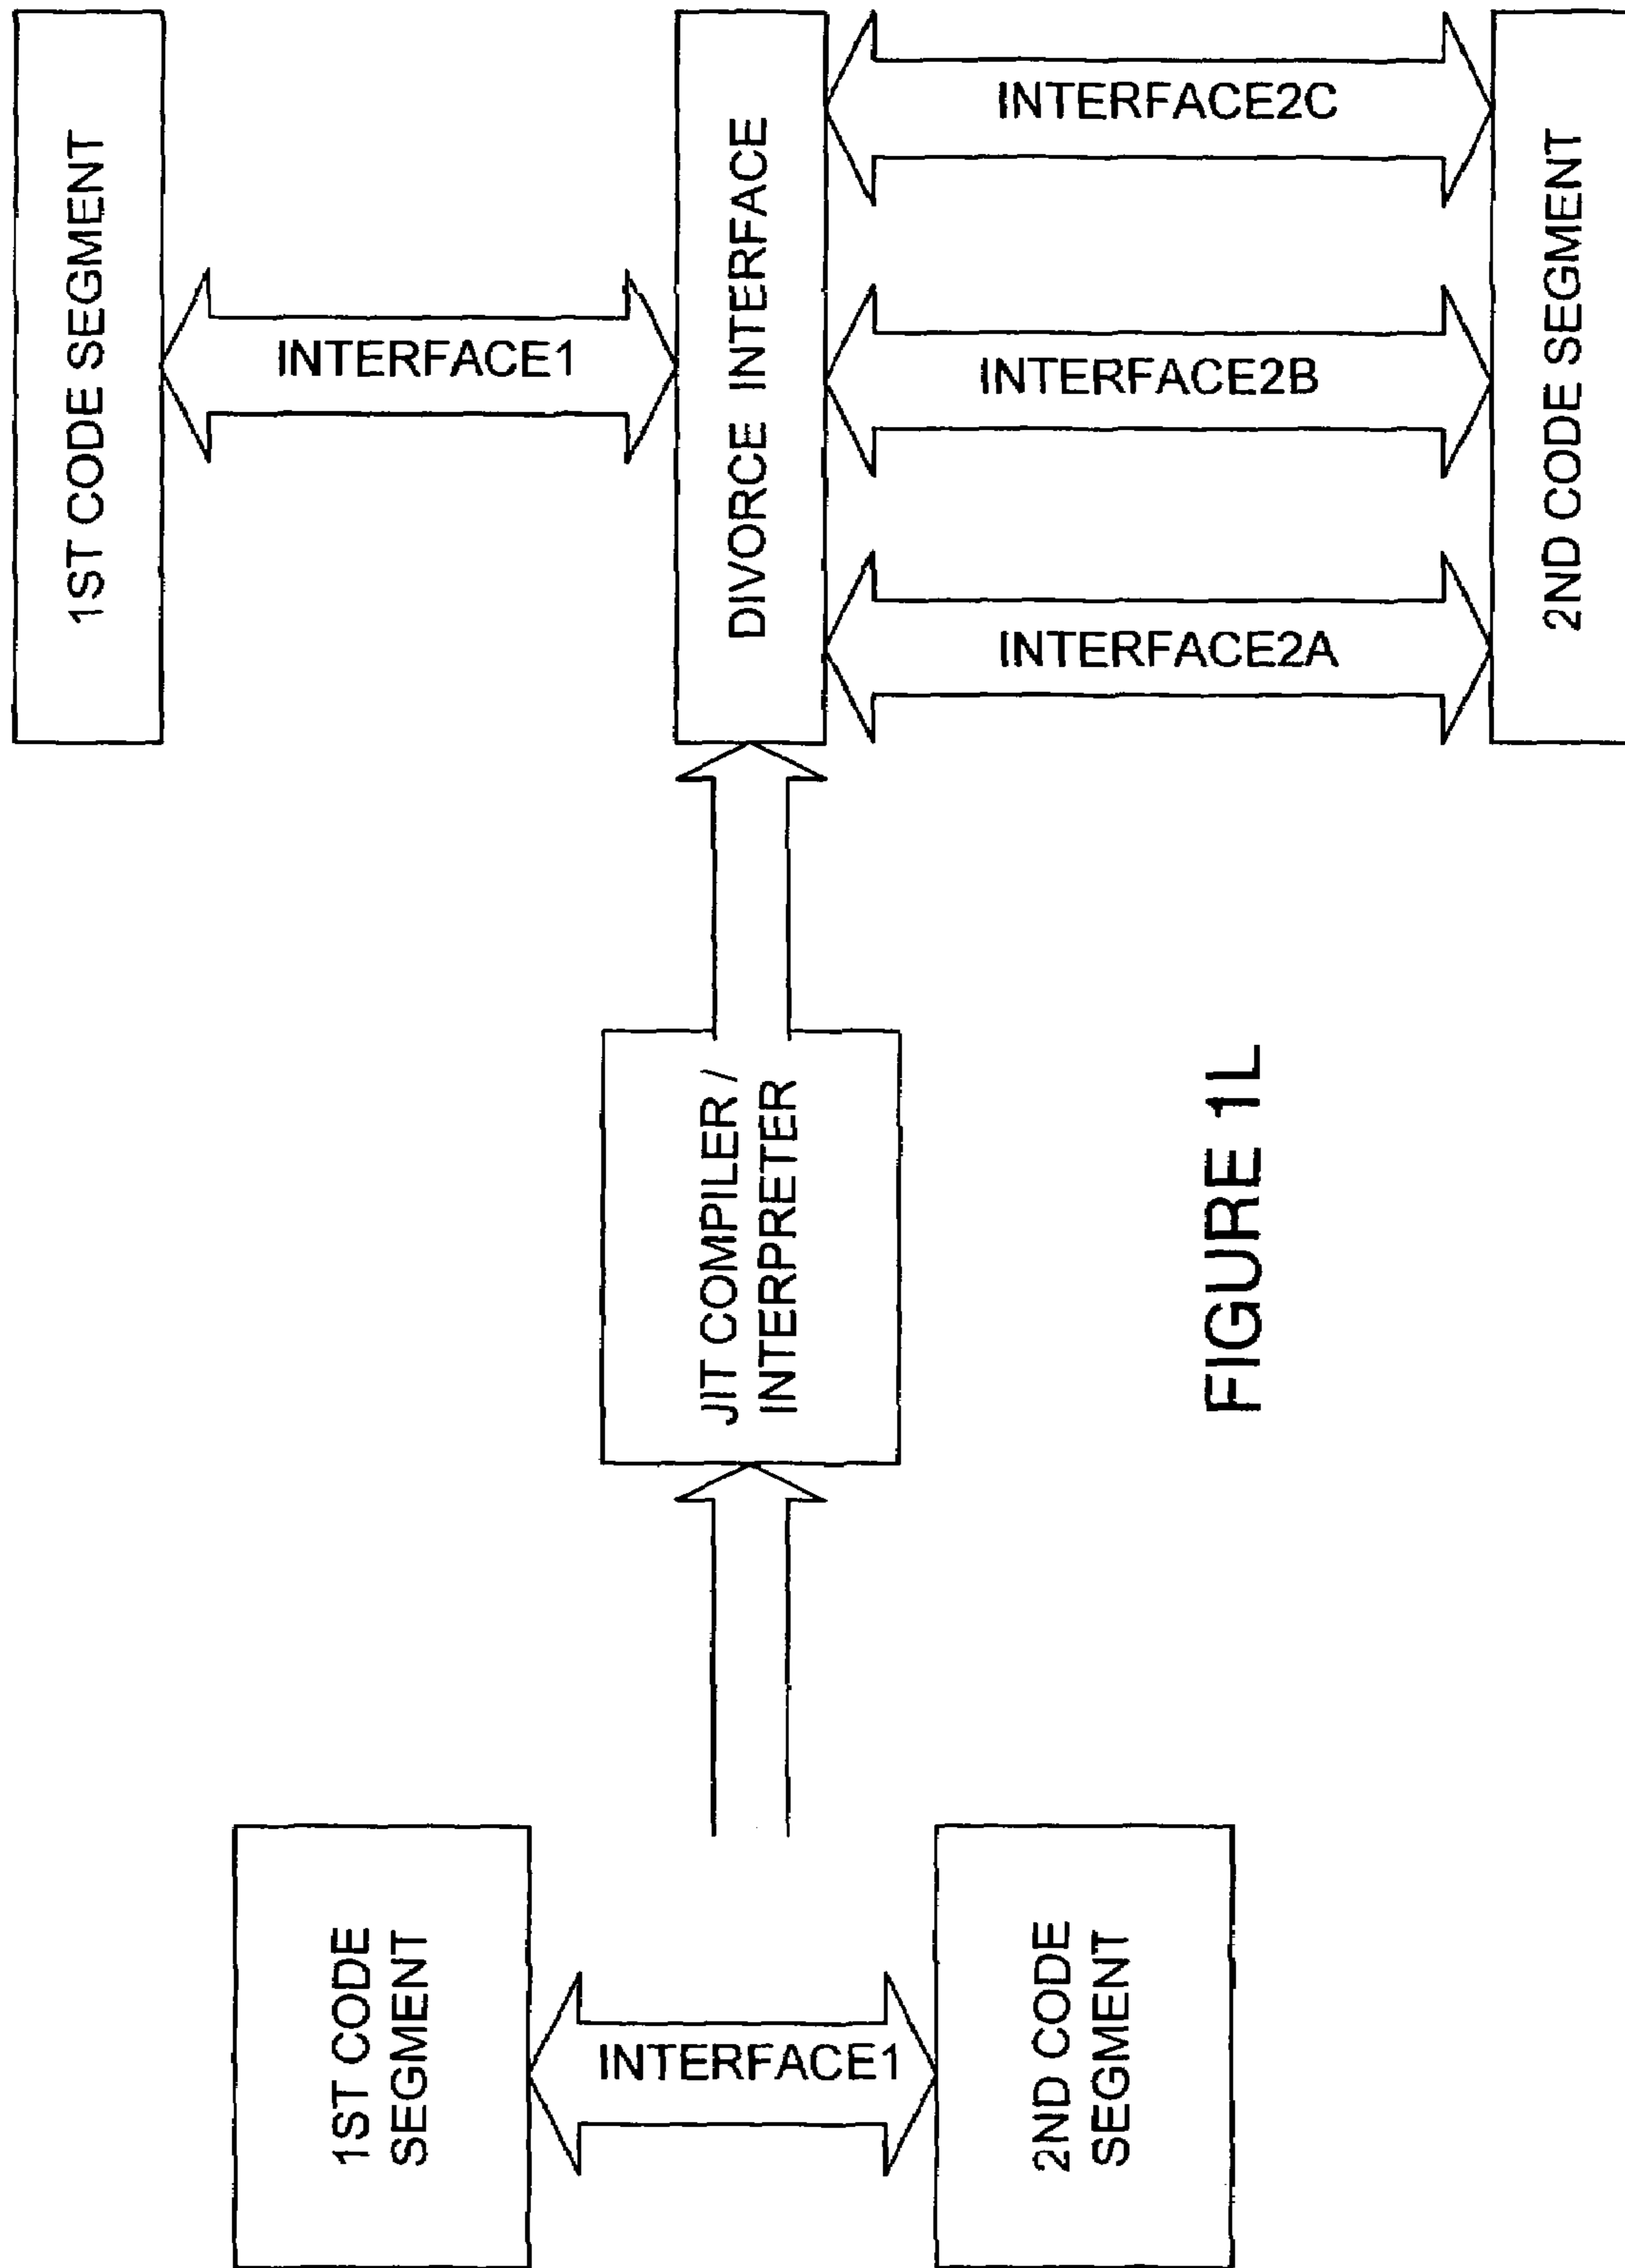 1ST CODE
SEGMENT
INTERFACE1
2ND CODE
SEGMENT
JIT COMPILER /
INTERPRETER
1ST CODE SEGMENT
INTERFACE1
DIVORCE INTERFACE
INTERFACE2A
INTERFACE2B
INTERFACE2C
2ND CODE SEGMENT
FIGURE 1L